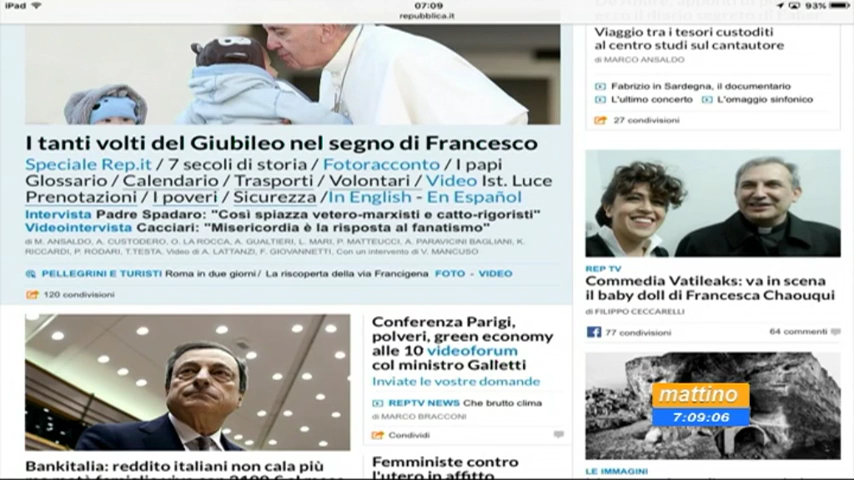 iPad
07:09
93%
repubblica.it
I tanti volti del Giubileo nel segno di Francesco
Speciale Rep.it / 7 secoli di storia / Fotoracconto / I papi
Glossario / Calendario / Trasporti / Volontari / Video Ist. Luce
Prenotazioni / I poveri / Sicurezza /In English - En Español
Intervista Padre Spadaro: "Così spiazza vetero-marxisti e catto-rigoristi"
Videointervista Cacciari: "Misericordia è la risposta al fanatismo"
di M. ANSALDO, A. CUSTODERO, O. LA ROCCA, A. GUALTIERI, L. MARI, P. MATTEUCCI, A. PARAVICINI BAGLIANI, K.
RICCARDI, P. RODARI, T.TESTA. Video di A. LATTANZI, F. GIOVANNETTI, Con un intervento di V. MANCUSO
PELLEGRINI E TURISTI Roma in due giorni/ La riscoperta della via Francigena FOTO - VIDEO
120 condivisioni
Bankitalia: reddito italiani non cala più
Conferenza Parigi,
polveri, green economy
alle 10 videoforum
col ministro Galletti
Inviate le vostre domande
REPTV NEWS Che brutto clima
di MARCO BRACCONI
Condividi
Femministe contro
l'utero in affitto
Viaggio tra i tesori custoditi
al centro studi sul cantautore
di MARCO ANSALDO
Fabrizio in Sardegna, il documentario
L'ultimo concerto L'omaggio sinfonico
27 condivisioni
REP TV
Commedia Vatileaks: va in scena
il baby doll di Francesca Chaouqui
di FILIPPO CECCARELLI
77 condivisioni
64 commenti
mattino
7:09:06
LE IMMAGINI